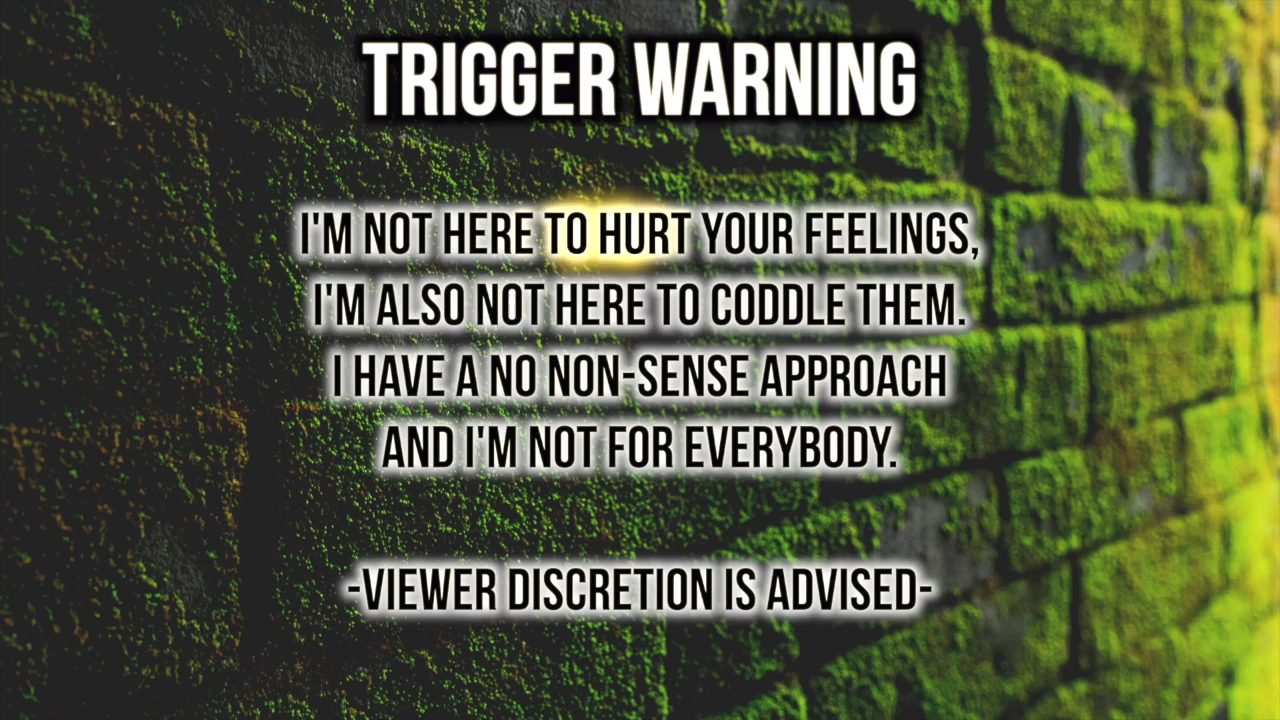 TRIGGER WARNING
I'M NOT HERE TO HURT YOUR FEELINGS,
I'M ALSO NOT HERE TO CODDLE THEM.
I HAVE A NO NON-SENSE APPROACH
AND I'M NOT FOR EVERYBODY.
-VIEWER DISCRETION IS ADVISED-